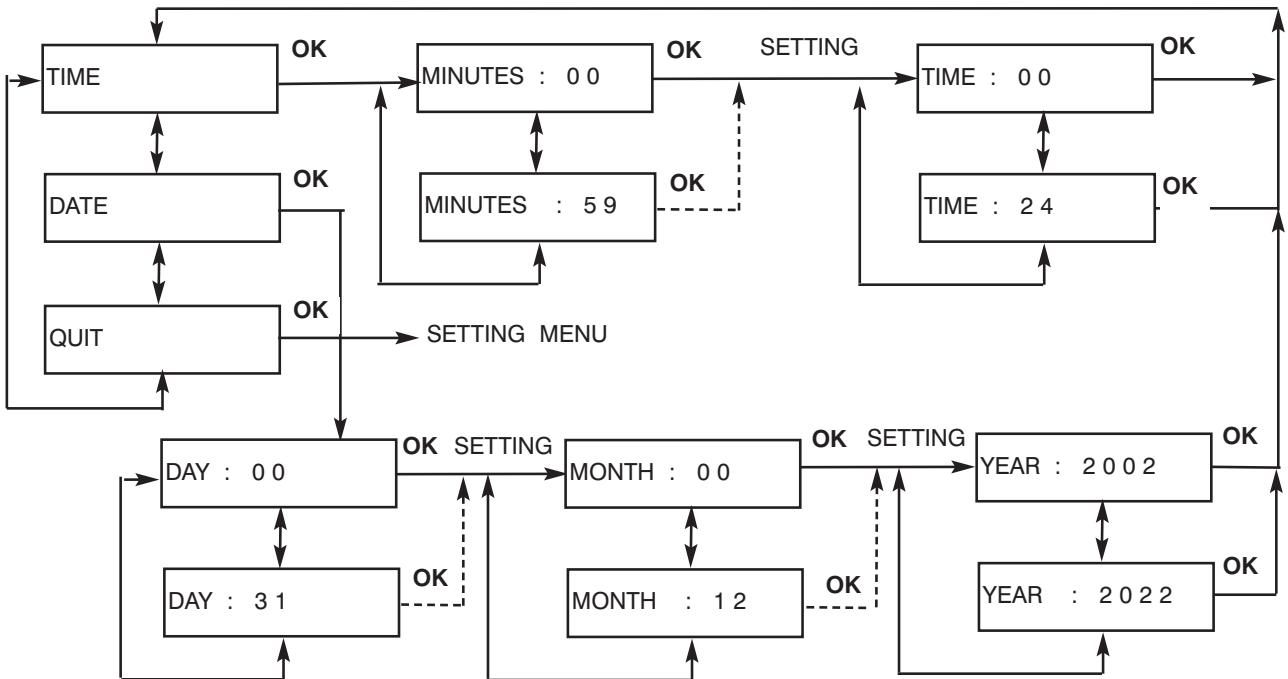 OK
OK
SETTING
OK
TIME
MINUTES : 0 0
TIME : 0 0
OK
OK
OK
DATE
MINUTES : 5 9
TIME : 2 4
OK
QUIT
SETTING MENU
OK SETTING
OK SETTING
OK
DAY : 0 0
MONTH : 0 0
YEAR : 2 0 0 2
OK
OK
OK
DAY : 3 1
MONTH : 1 2
YEAR : 2 0 2 2